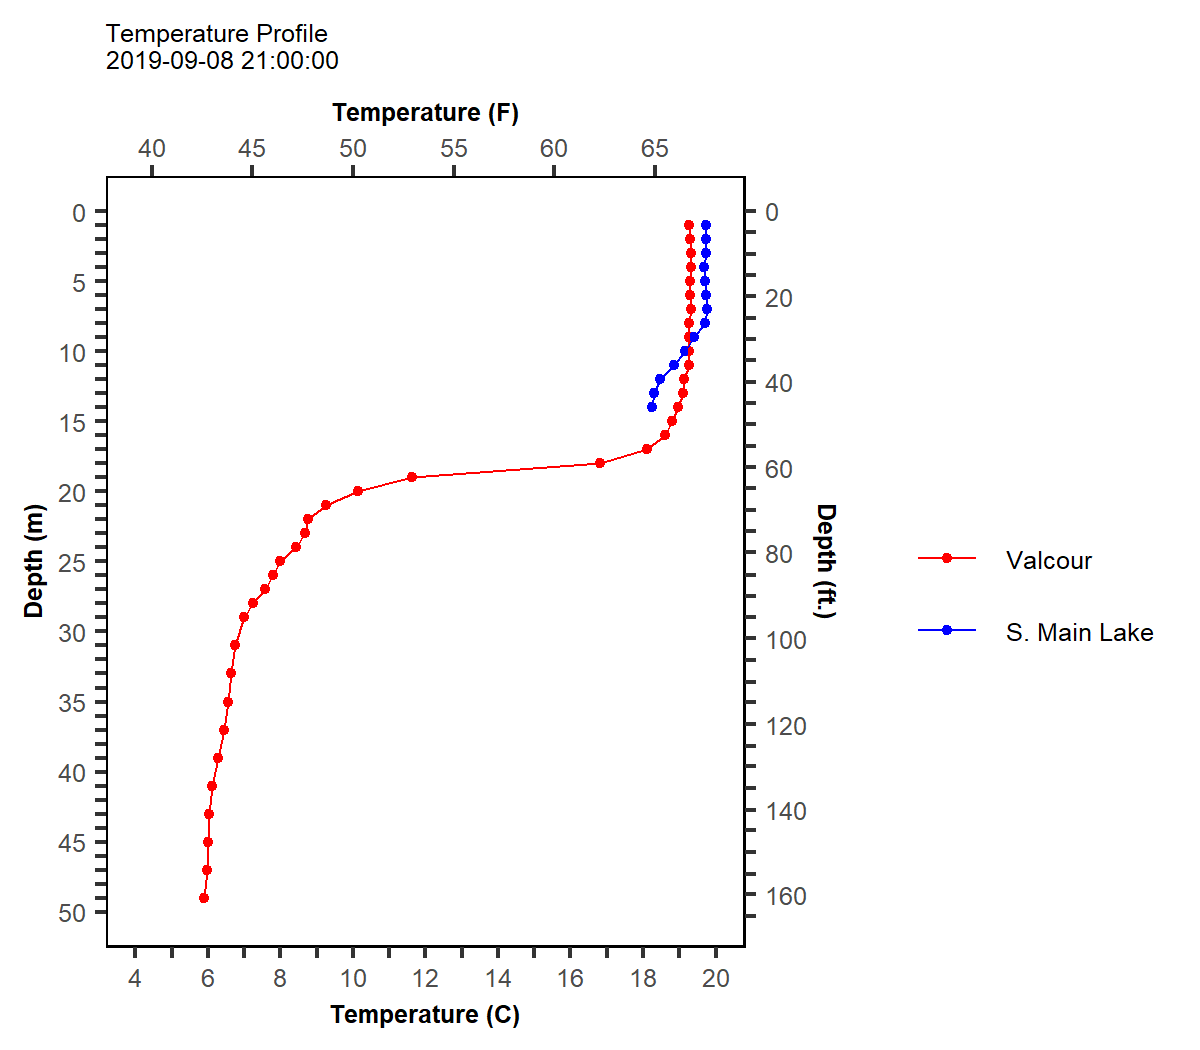 Temperature Profile
2019-09-08 21:00:00
Temperature (F)
40 45 50 55 60 65
0
5
10
15
20
25
30
35
40
45
50
Depth (m)
0
20
40
60
80
100
120
140
160
Depth (ft.)
4 6 8 10 12 14 16 18 20
Temperature (C)
Valcour
S. Main Lake